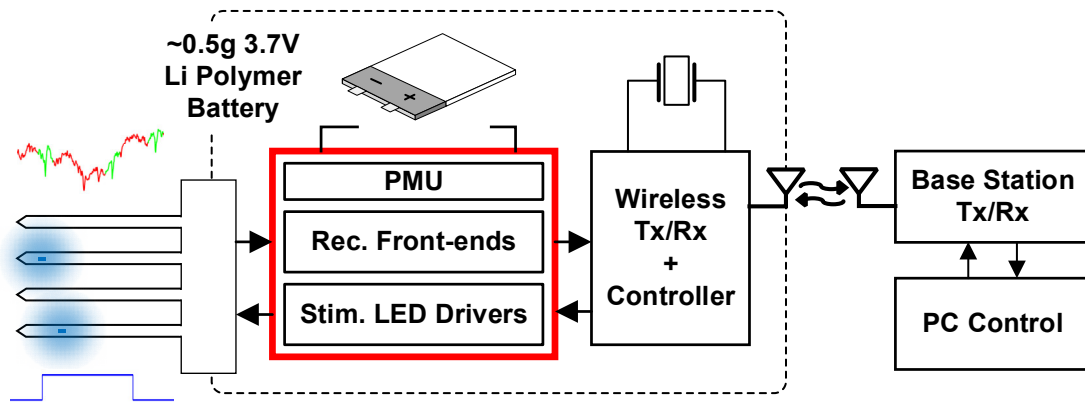 ~0.5g 3.7V
Li Polymer
Battery
PMU
Rec. Front-ends
Stim. LED Drivers
Wireless
Tx/Rx
+
Controller
Base Station
Tx/Rx
PC Control